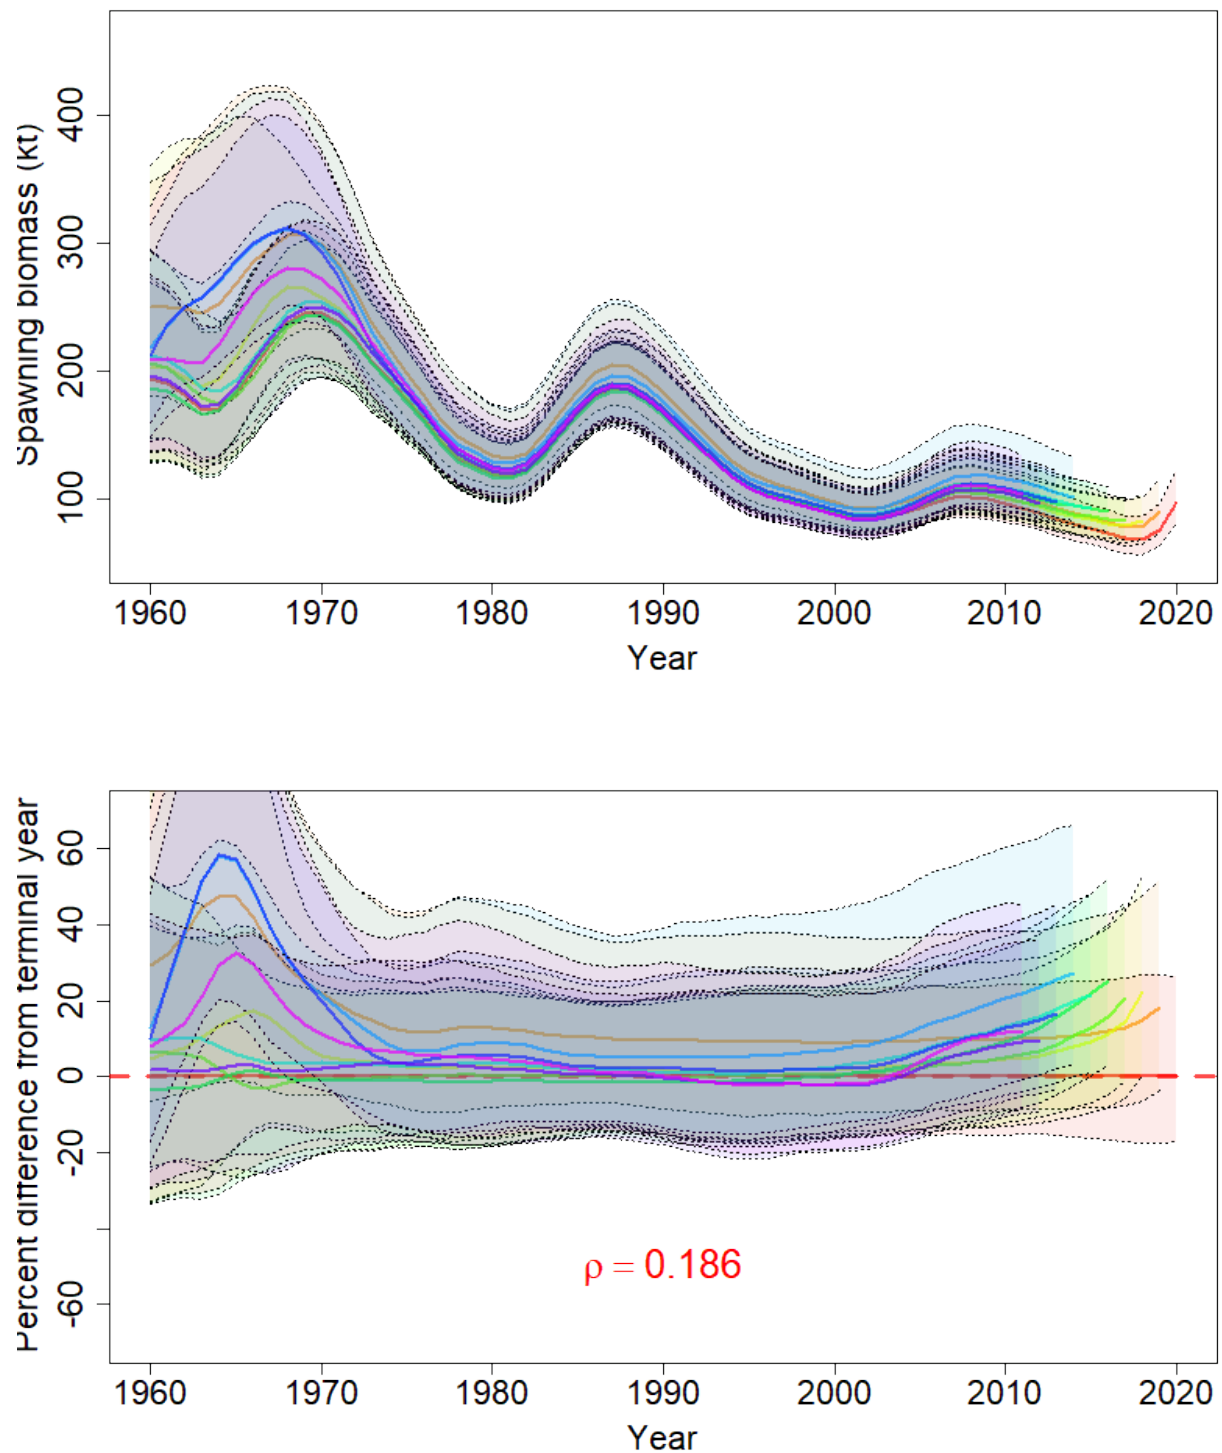 Spawning biomass (kt)
400
300
200
100
1960 1970 1980 1990 2000 2010 2020
Year
Percent difference from terminal year
60
40
20
0
-20
-60
ρ = 0.186
1960 1970 1980 1990 2000 2010 2020
Year